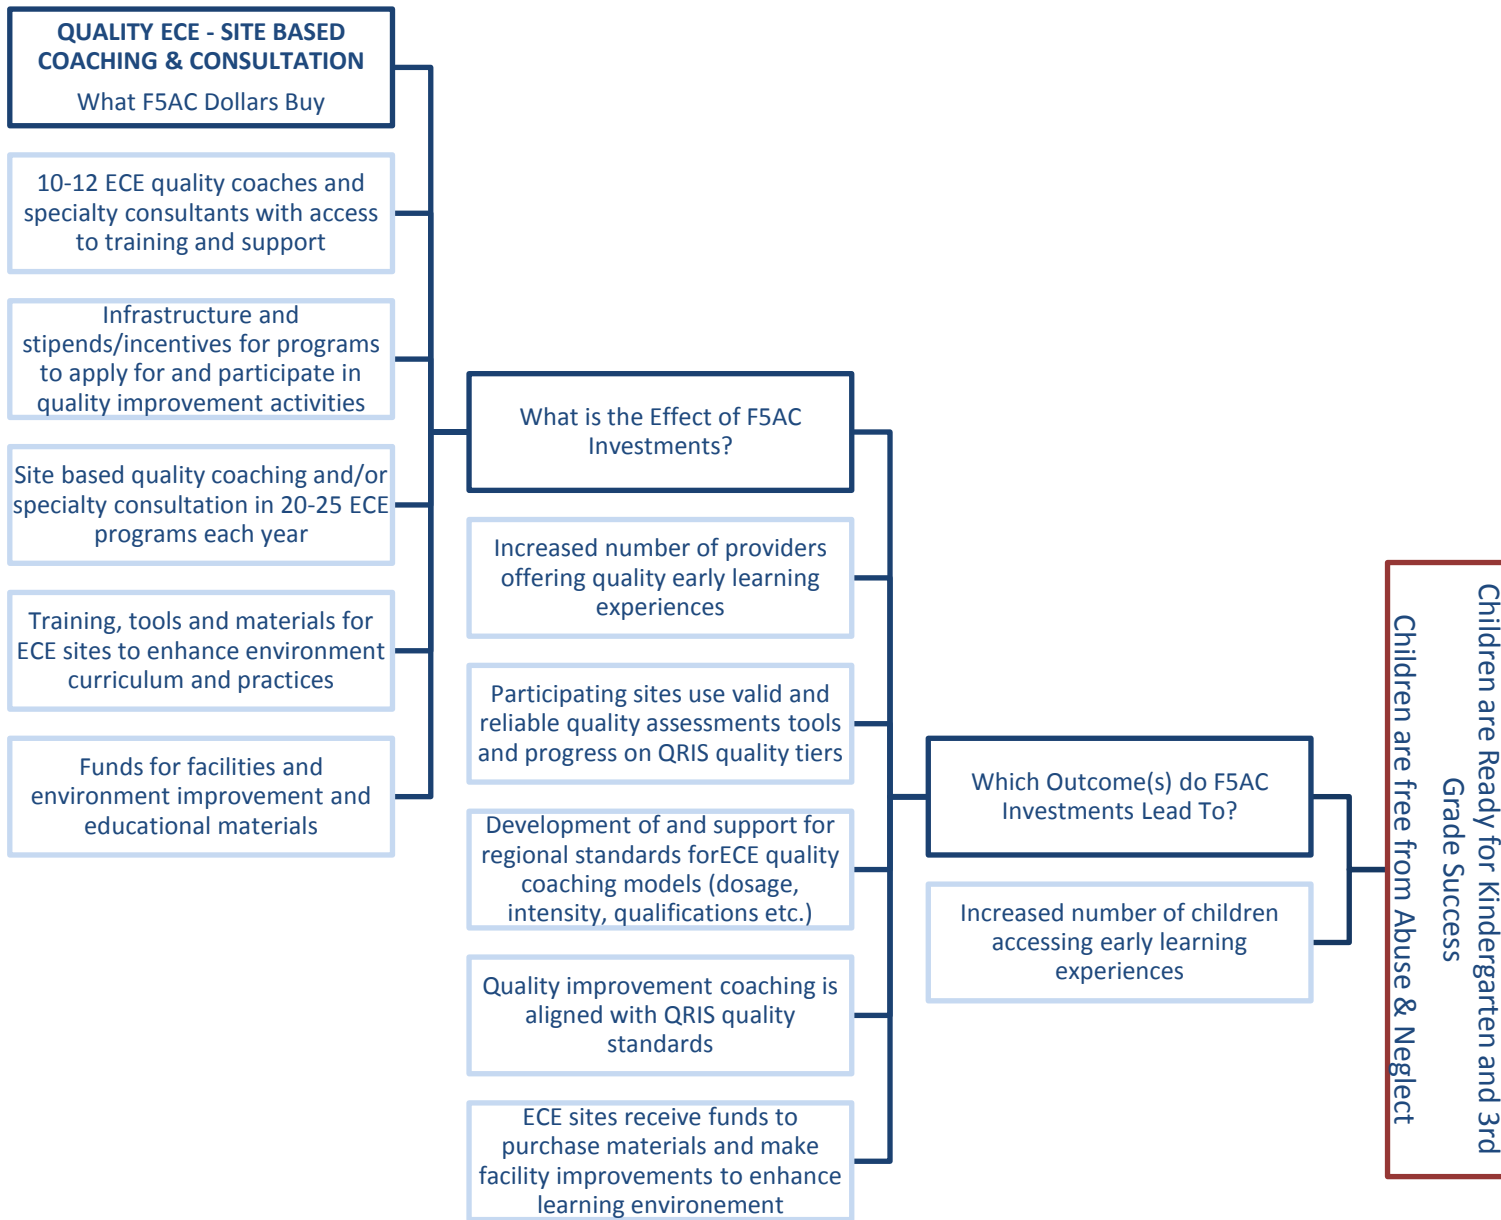 QUALITY ECE - SITE BASED
COACHING & CONSULTATION
What F5AC Dollars Buy
10-12 ECE quality coaches and
specialty consultants with access
to training and support
Infrastructure and
stipends/incentives for programs
to apply for and participate in
quality improvement activities
Site based quality coaching and/or
specialty consultation in 20-25 ECE
programs each year
Training, tools and materials for
ECE sites to enhance environment
curriculum and practices
Funds for facilities and
environment improvement and
educational materials
What is the Effect of F5AC
Investments?
Increased number of providers
offering quality early learning
experiences
Participating sites use valid and
reliable quality assessments tools
and progress on QRIS quality tiers
Development of and support for
regional standards forECE quality
coaching models (dosage,
intensity, qualifications etc.)
Quality improvement coaching is
aligned with QRIS quality
standards
ECE sites receive funds to
purchase materials and make
facility improvements to enhance
learning environement
Which Outcome(s) do F5AC
Investments Lead To?
Increased number of children
accessing early learning
experiences
Children are Ready for Kindergarten and 3rd
Grade Success
Children are free from Abuse & Neglect